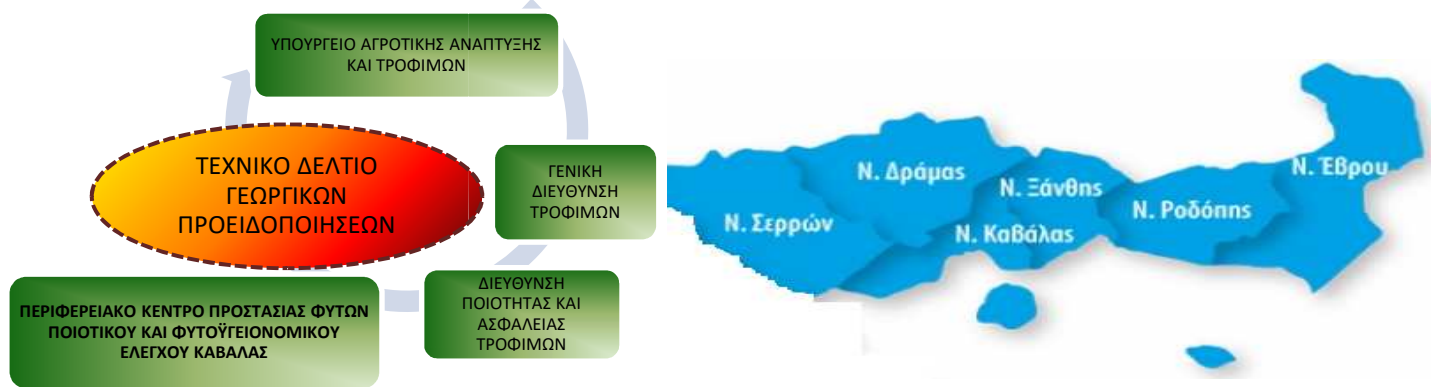 ΥΠΟΥΡΓΕΙΟ ΑΓΡΟΤΙΚΗΣ ΑΝΑΠΤΥΞΗΣ
ΚΑΙ ΤΡΟΦΙΜΩΝ
ΤΕΧΝΙΚΟ ΔΕΛΤΙΟ
ΓΕΩΡΓΙΚΩΝ
ΠΡΟΕΙΔΟΠΟΙΗΣΕΩΝ
ΓΕΝΙΚΗ
ΔΙΕΥΘΥΝΣΗ
ΤΡΟΦΙΜΩΝ
ΔΙΕΥΘΥΝΣΗ
ΠΟΙΟΤΗΤΑΣ ΚΑΙ
ΑΣΦΑΛΕΙΑΣ
ΤΡΟΦΙΜΩΝ
ΠΕΡΙΦΕΡΕΙΑΚΟ ΚΕΝΤΡΟ ΠΡΟΣΤΑΣΙΑΣ ΦΥΤΩΝ
ΠΟΙΟΤΙΚΟΥ ΚΑΙ ΦΥΤΟΫΓΕΙΟΝΟΜΙΚΟΥ
ΕΛΕΓΧΟΥ ΚΑΒΑΛΑΣ
Ν. Σερρών
Ν. Δράμας
Ν. Καβάλας
Ν. Ξάνθης
Ν. Ροδόπης
Ν. Έβρου